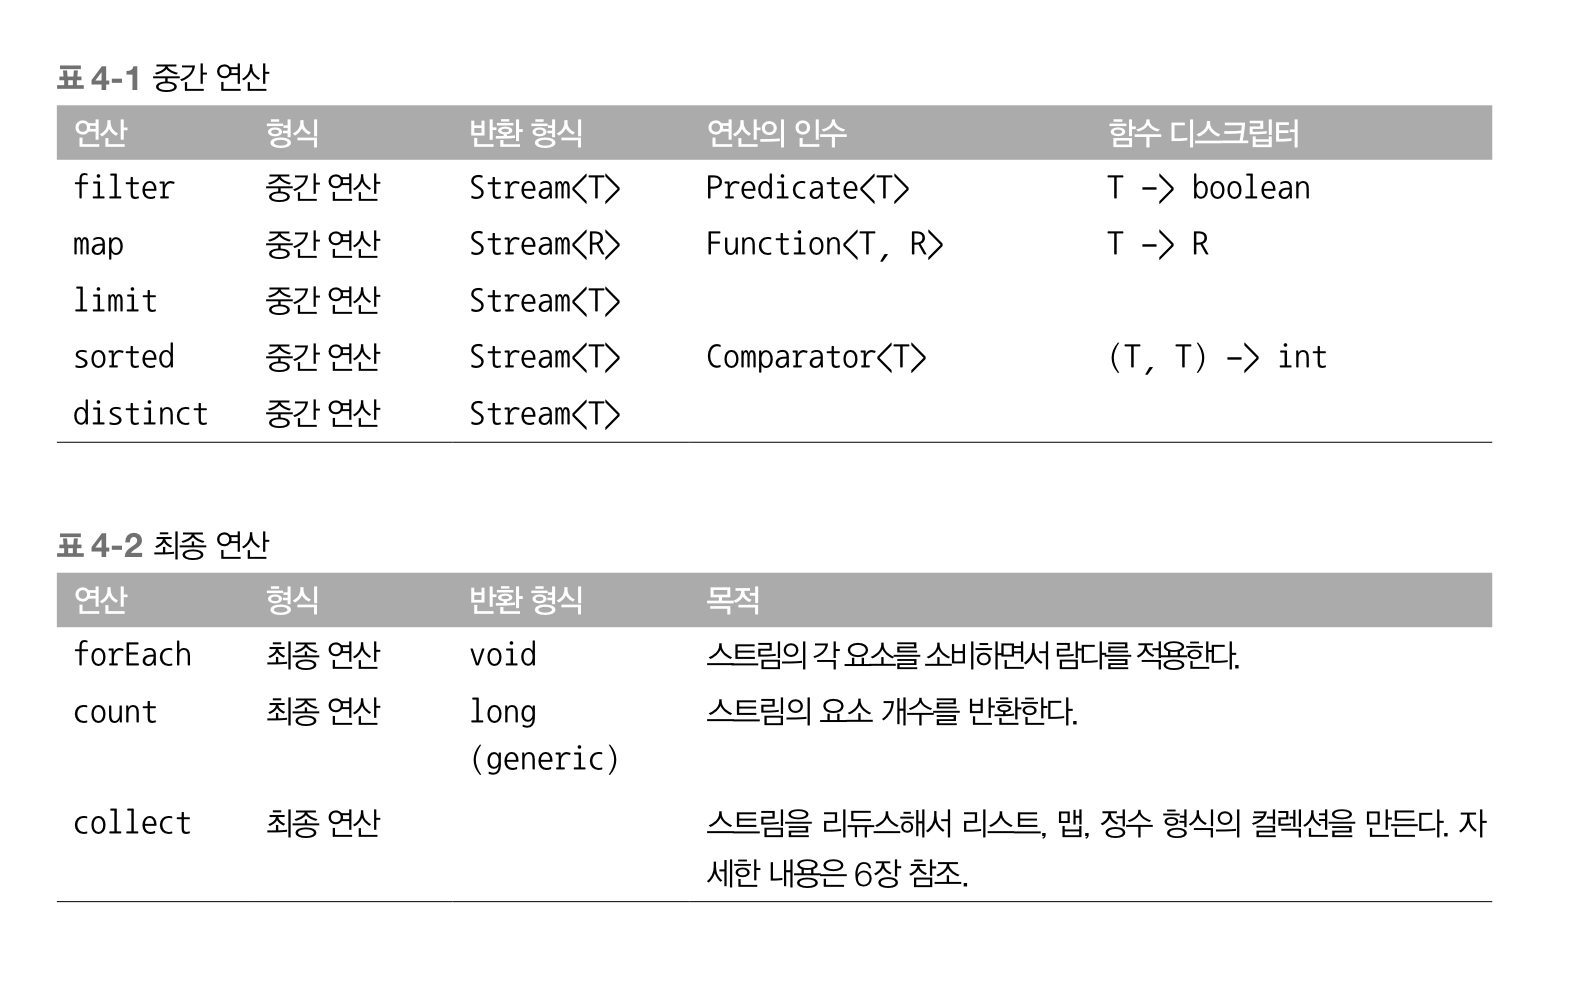 표 4-1 중간 연산
연산 형식 반환 형식 연산의 인수 함수 디스크립터
filter 중간 연산 Stream<T> Predicate<T> T -> boolean
map 중간 연산 Stream<R> Function<T, R> T -> R
limit 중간 연산 Stream<T>
sorted 중간 연산 Stream<T> Comparator<T> (T, T) -> int
distinct 중간 연산 Stream<T>
표 4-2 최종 연산
연산 형식 반환 형식 목적
forEach 최종 연산 void 스트림의 각 요소를 소비하면서 람다를 적용한다.
count 최종 연산 long 스트림의 요소 개수를 반환한다.
(generic)
collect 최종 연산 스트림을 리듀스해서 리스트, 맵, 정수 형식의 컬렉션을 만든다. 자
세한 내용은 6장 참조.